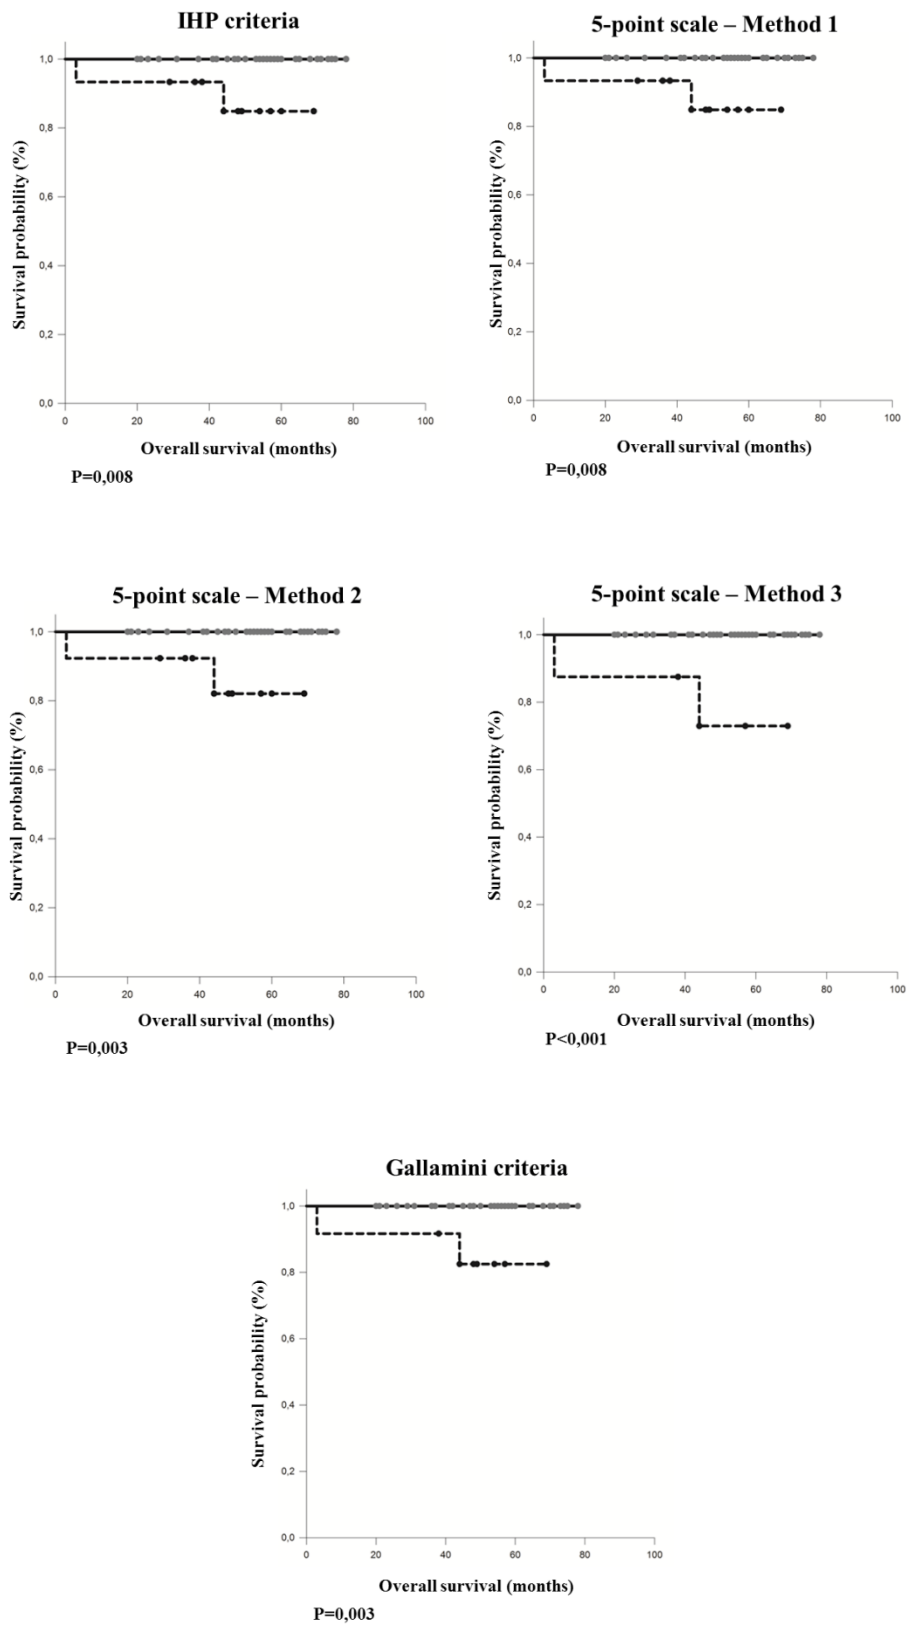 IHP criteria
1,0
0,8
0,6
0,4
0,2
0,0
Survival probability (%)
0 20 40 60 80 100
Overall survival (months)
P=0,008
5-point scale – Method 1
1,0
0,8
0,6
0,4
0,2
0,0
Survival probability (%)
0 20 40 60 80 100
Overall survival (months)
P=0,008
5-point scale – Method 2
1,0
0,8
0,6
0,4
0,2
0,0
Survival probability (%)
0 20 40 60 80 100
Overall survival (months)
P=0,003
5-point scale – Method 3
1,0
0,8
0,6
0,4
0,2
0,0
Survival probability (%)
0 20 40 60 80 100
Overall survival (months)
P<0,001
Gallamini criteria
1,0
0,8
0,6
0,4
0,2
0,0
Survival probability (%)
0 20 40 60 80 100
Overall survival (months)
P=0,003